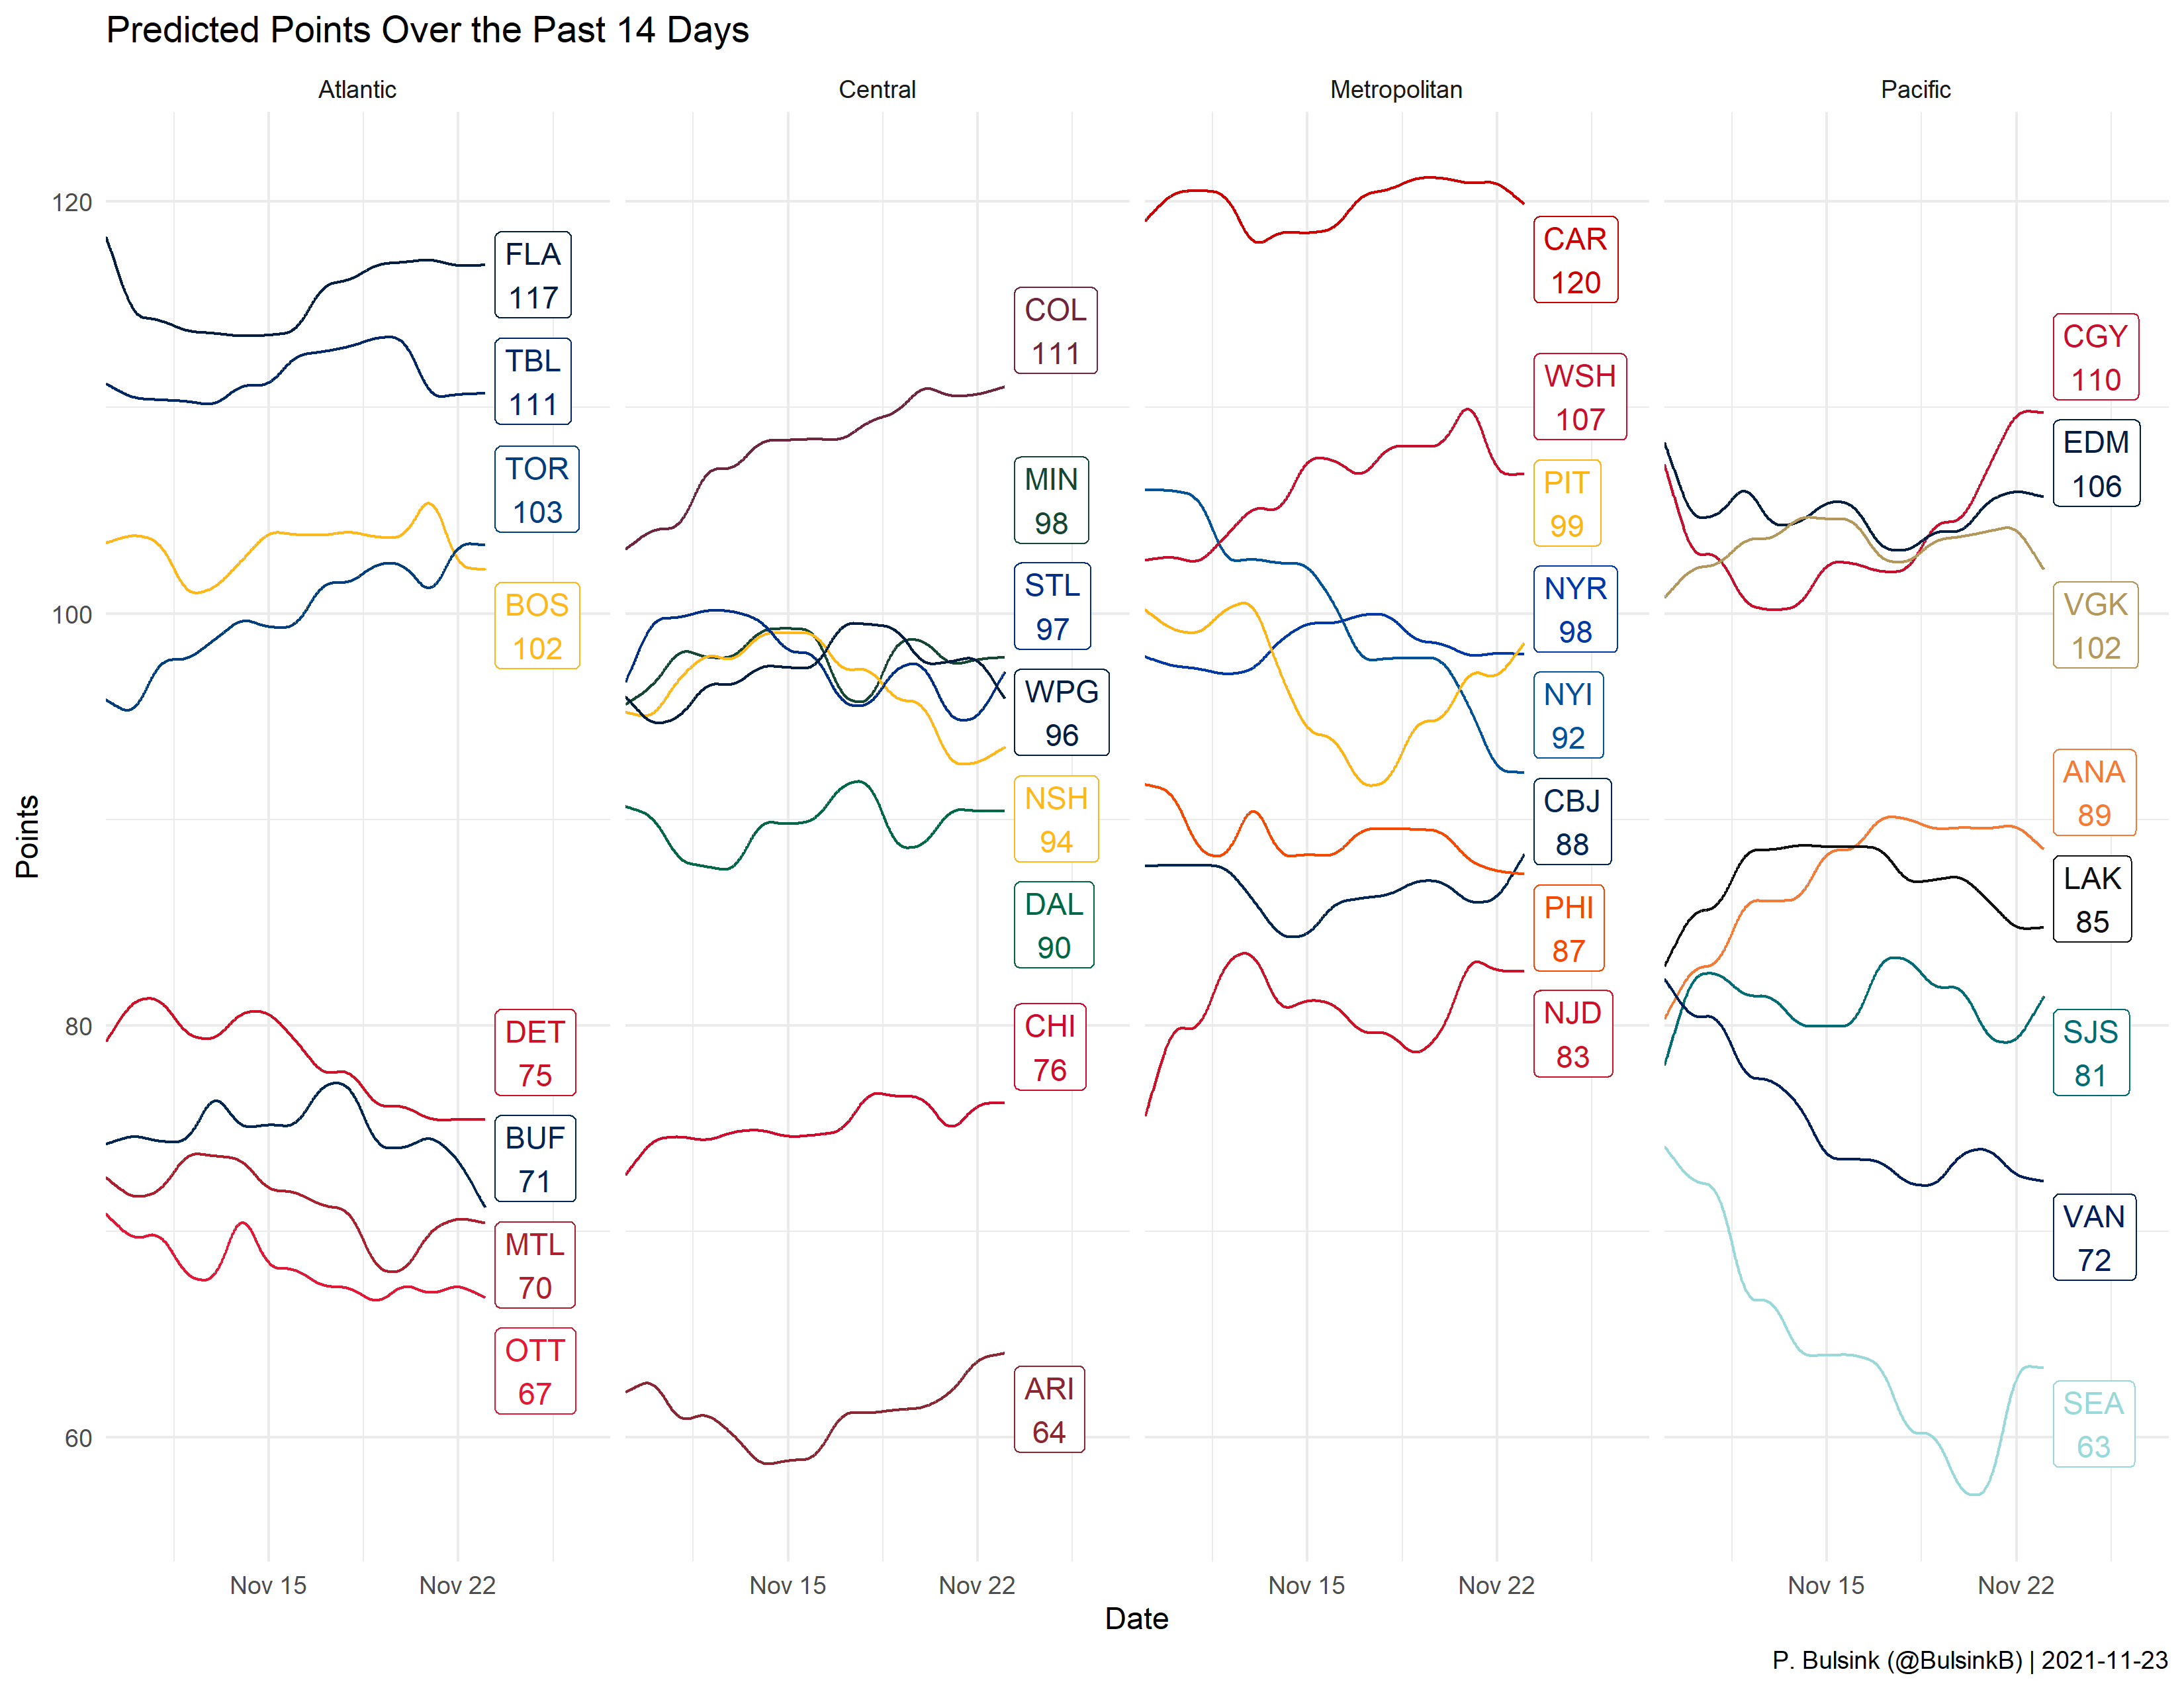 Predicted Points Over the Past 14 Days
Atlantic
Central
Metropolitan
Pacific
Points
120
100
80
60
FLA
117
TBL
111
TOR
103
BOS
102
DET
75
BUF
71
MTL
70
OTT
67
COL
111
MIN
98
STL
97
WPG
96
NSH
94
DAL
90
CHI
76
ARI
64
CAR
120
WSH
107
PIT
99
NYR
98
NYI
92
CBJ
88
PHI
87
NJD
83
CGY
110
EDM
106
VGK
102
ANA
89
LAK
85
SJS
81
VAN
72
SEA
63
Nov 15
Nov 22
Nov 15
Nov 22
Nov 15
Nov 22
Nov 15
Nov 22
Date
P. Bulsink (@BulsinkB) | 2021-11-23